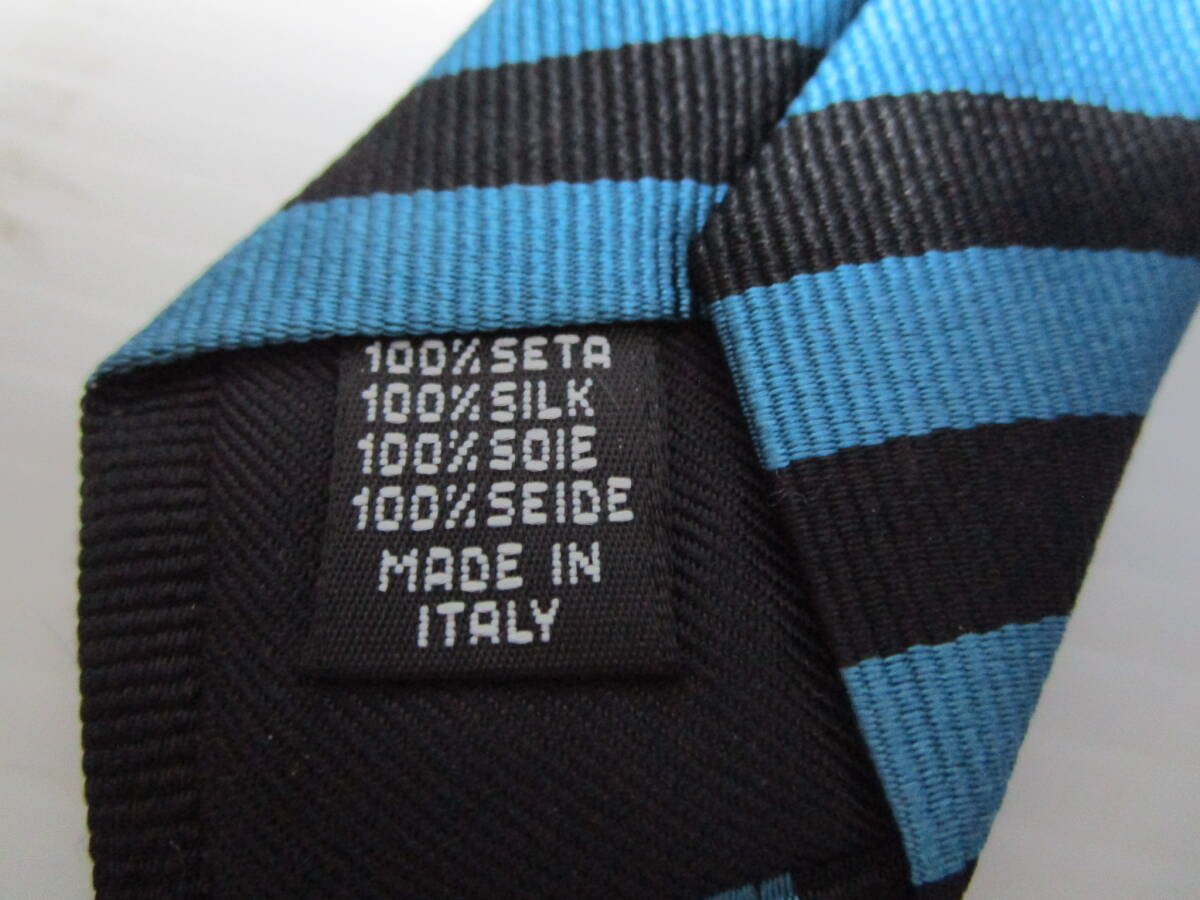 100%SETA
100%SILK
100%SOIE
100%SEIDE
MADE IN
ITALY